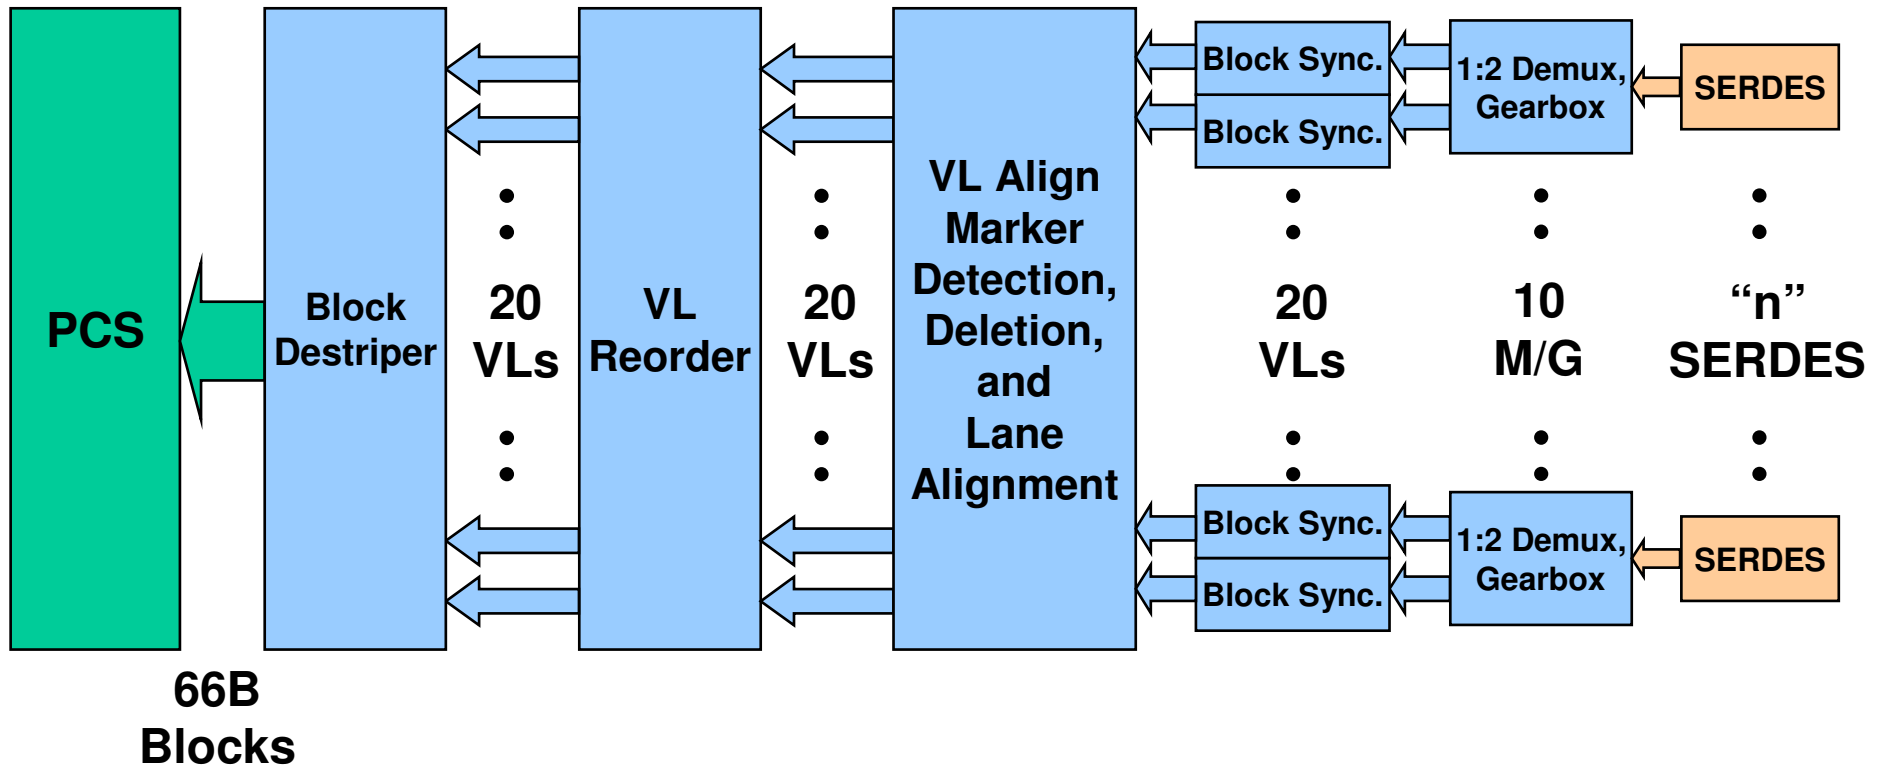 PCS
66B
Blocks
Block
Destriper
20
VLs
VL
Reorder
20
VLs
VL Align
Marker
Detection,
Deletion,
and
Lane
Alignment
Block Sync.
Block Sync.
20
VLs
Block Sync.
Block Sync.
1:2 Demux,
Gearbox
10
M/G
1:2 Demux,
Gearbox
SERDES
“n”
SERDES
SERDES